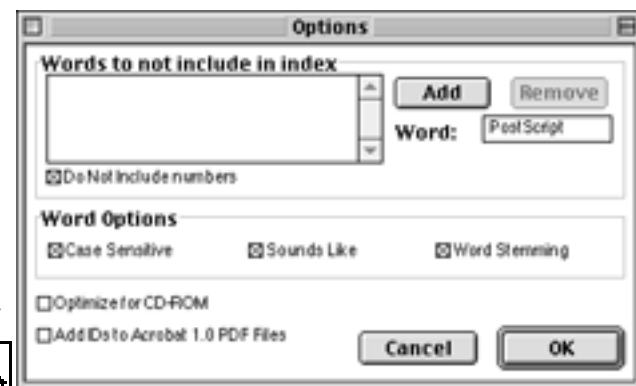 Options
Words to not include in index
Add
Remove
Word:
PostScript
Do Not Include numbers
Word Options
Case Sensitive
Sounds Like
Word Stemming
Optimize for CD-ROM
Add IDs to Acrobat 1.0 PDF Files
Cancel
OK